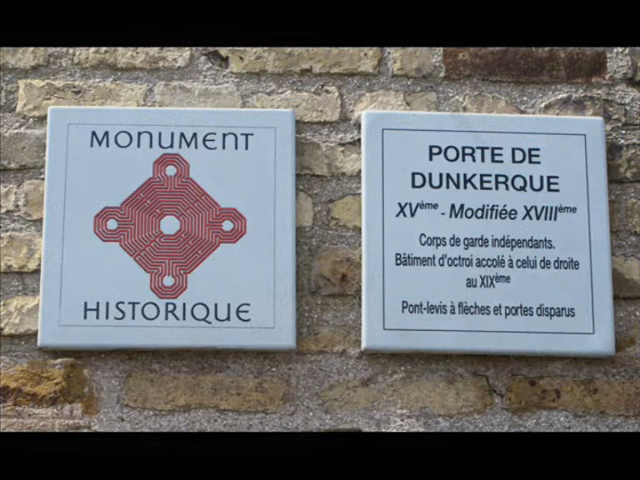 MONUMENT
HISTORIQUE
PORTE DE
DUNKERQUE
XVème - Modifiée XVIIIème
Corps de garde indépendants.
Bâtiment d'octroi accolé à celui de droite
au XIXème
Pont-levis à flèches et portes disparus